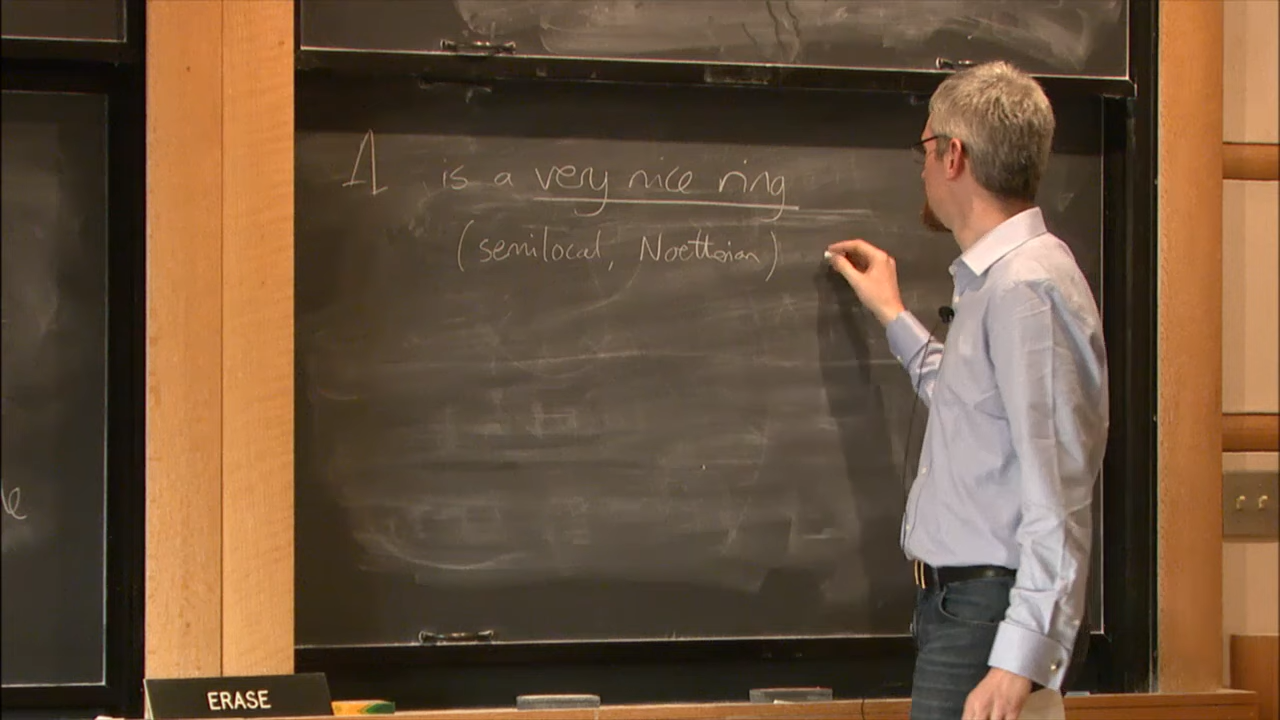 Λ is a very nice ring
(semilocal, Noetherian)
ERASE